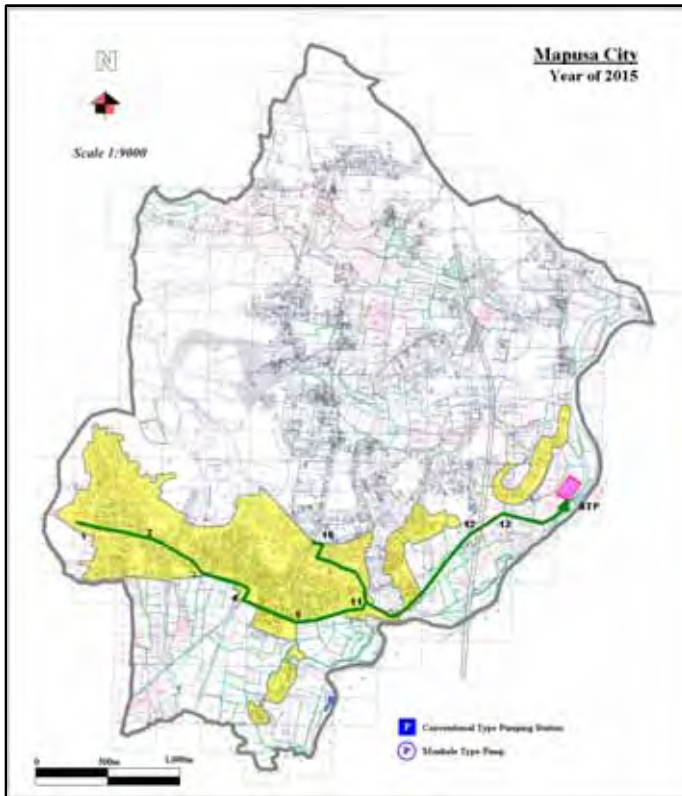 N
Mapusa City
Year of 2015
Scale 1:9000
10
12
13
STP
1
2
4
11
P Conventional Type Pumping Station
P Manhole Type Pump
0 500m 1,000m